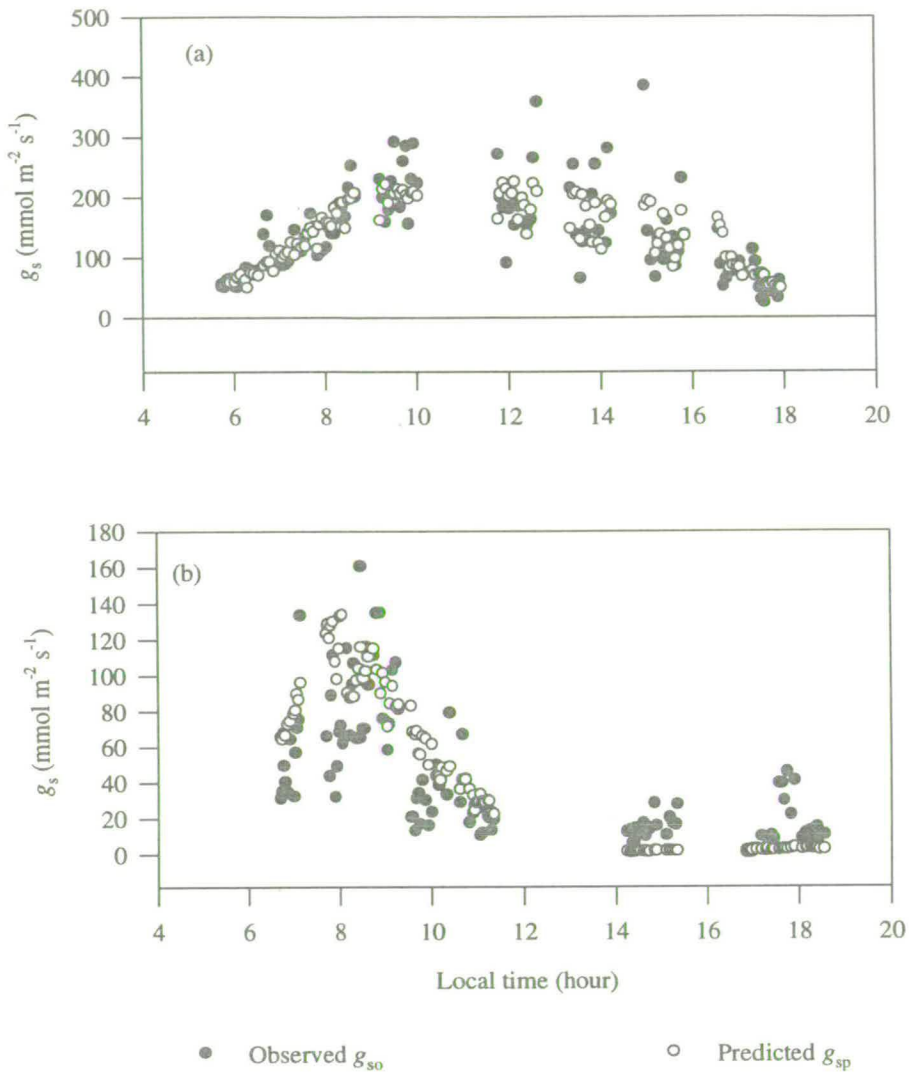 500
(a)
400
300
200
100
0
g_s (mmol m⁻² s⁻¹)
4 6 8 10 12 14 16 18 20
180
(b)
160
140
120
100
80
60
40
20
0
g_s (mmol m⁻² s⁻¹)
4 6 8 10 12 14 16 18 20
Local time (hour)
Observed g_so Predicted g_sp